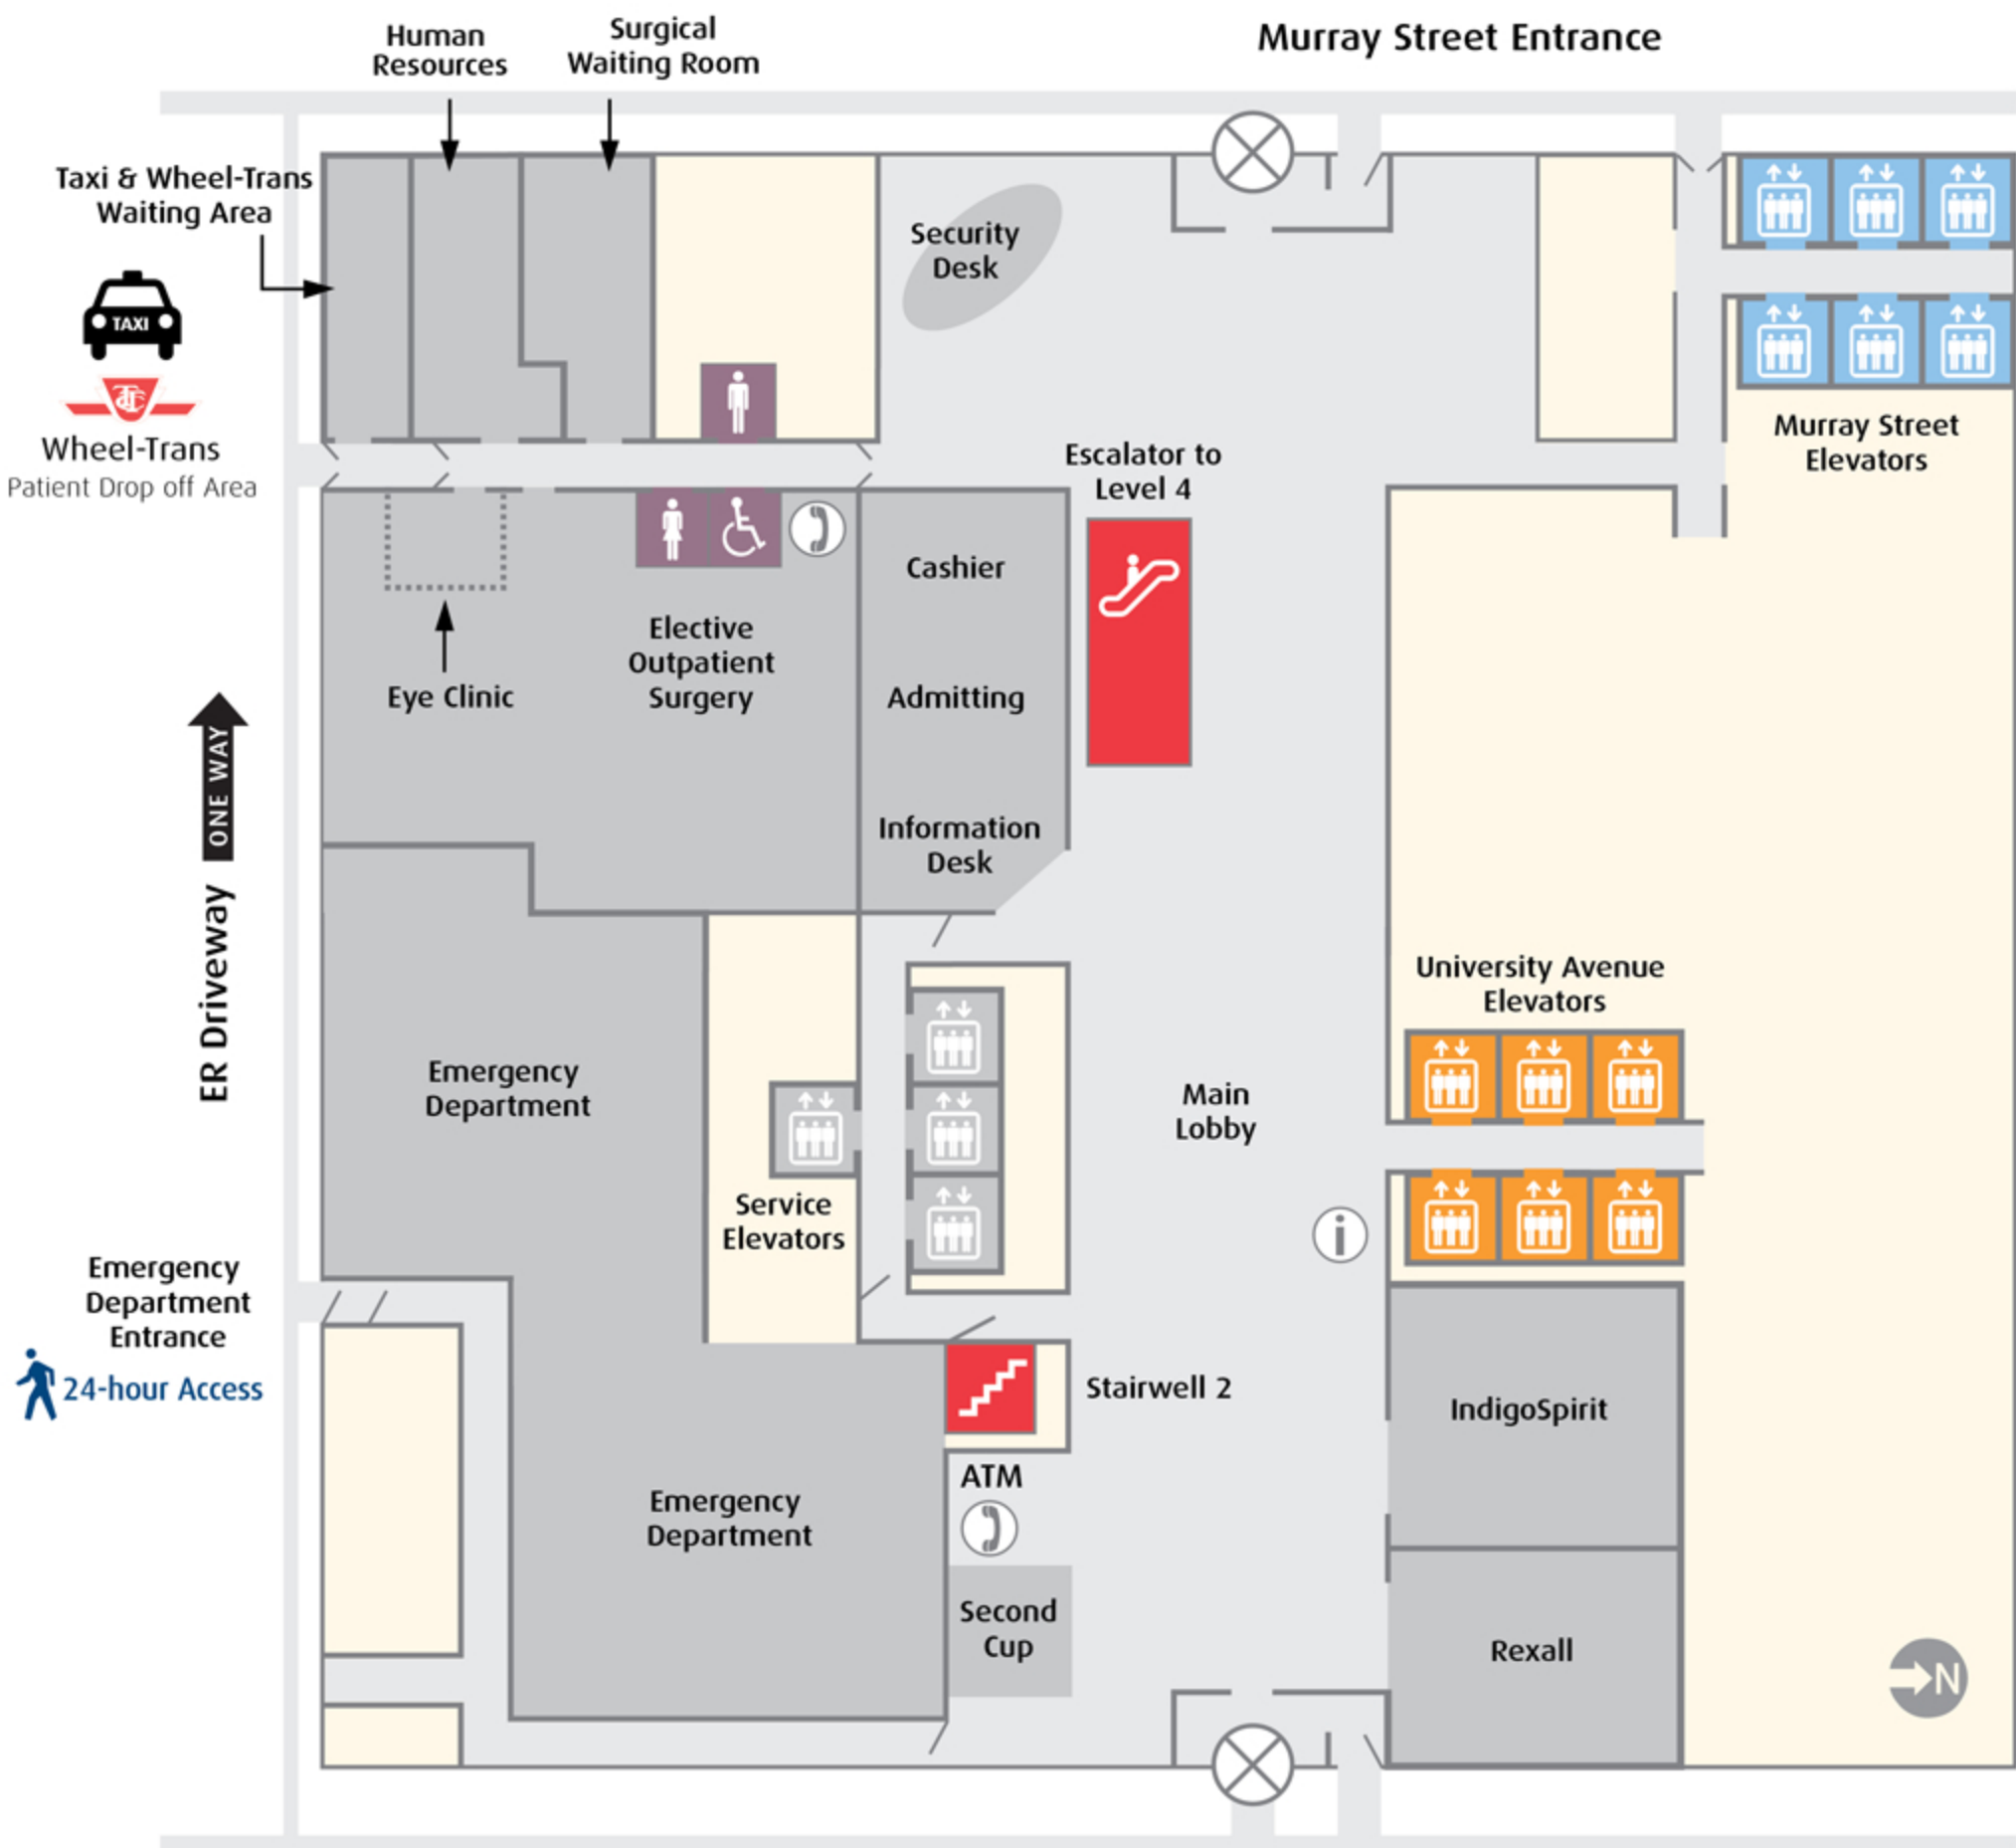 Murray Street Entrance
Human
Resources
Surgical
Waiting Room
Taxi & Wheel-Trans
Waiting Area
TAXI
TTC
Wheel-Trans
Patient Drop off Area
Security
Desk
Murray Street
Elevators
Escalator to
Level 4
Cashier
Elective
Outpatient
Surgery
Eye Clinic
Admitting
Information
Desk
ONE WAY
ER Driveway
University Avenue
Elevators
Emergency
Department
Main
Lobby
Service
Elevators
i
Emergency
Department
Entrance
24-hour Access
Stairwell 2
IndigoSpirit
ATM
Emergency
Department
Second
Cup
Rexall
N